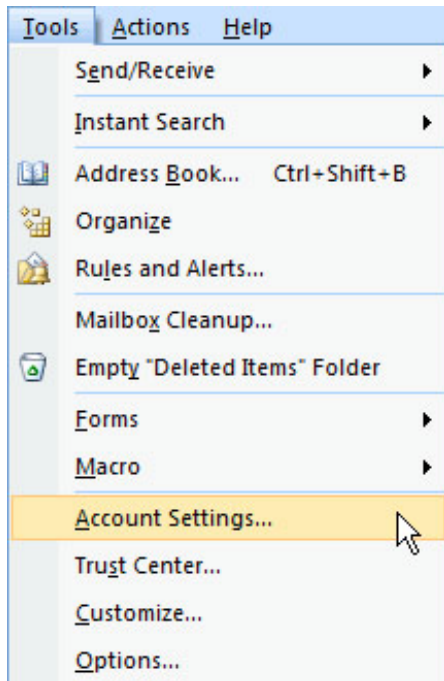 Tools Actions Help
Send/Receive
Instant Search
Address Book... Ctrl+Shift+B
Organize
Rules and Alerts...
Mailbox Cleanup...
Empty "Deleted Items" Folder
Forms
Macro
Account Settings...
Trust Center...
Customize...
Options...